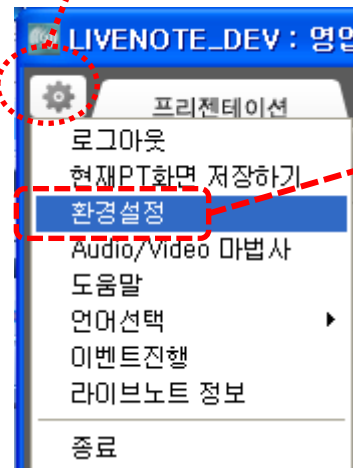 LIVENOTE_DEV : 영업
프리젠테이션
로그아웃
현재PT화면 저장하기
환경설정
Audio/Video 마법사
도움말
언어선택
이벤트진행
라이브노트 정보
종료